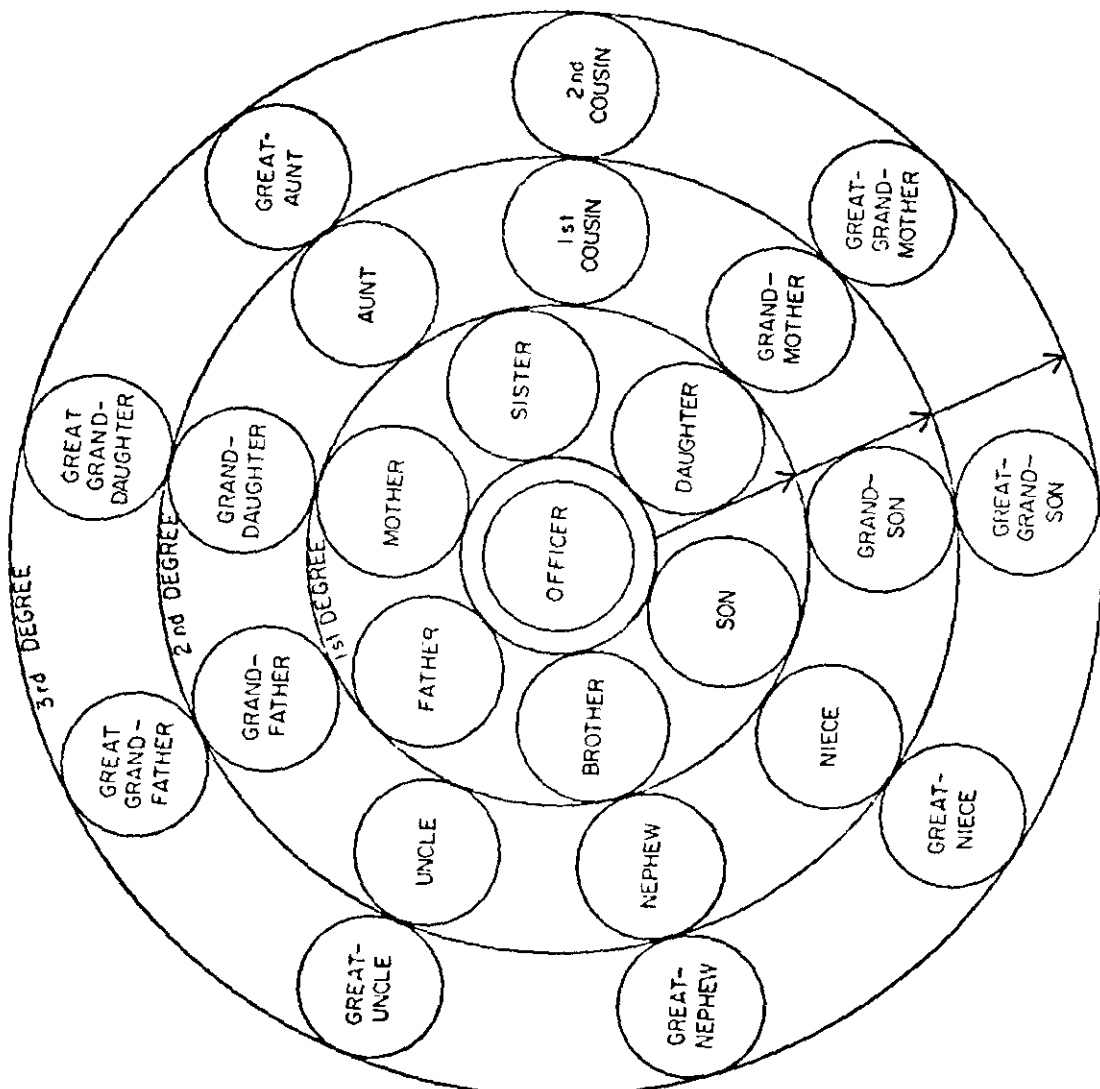 3rd DEGREE
2nd DEGREE
1st DEGREE
OFFICER
FATHER
MOTHER
SISTER
DAUGHTER
SON
BROTHER
GRAND-
FATHER
GRAND-
DAUGHTER
AUNT
1st
COUSIN
GRAND-
MOTHER
GRAND-
SON
NIECE
NEPHEW
UNCLE
GREAT
GRAND-
FATHER
GREAT
GRAND-
DAUGHTER
GREAT-
AUNT
2nd
COUSIN
GREAT-
GRAND-
MOTHER
GREAT-
GRAND-
SON
GREAT-
NIECE
GREAT-
NEPHEW
GREAT-
UNCLE